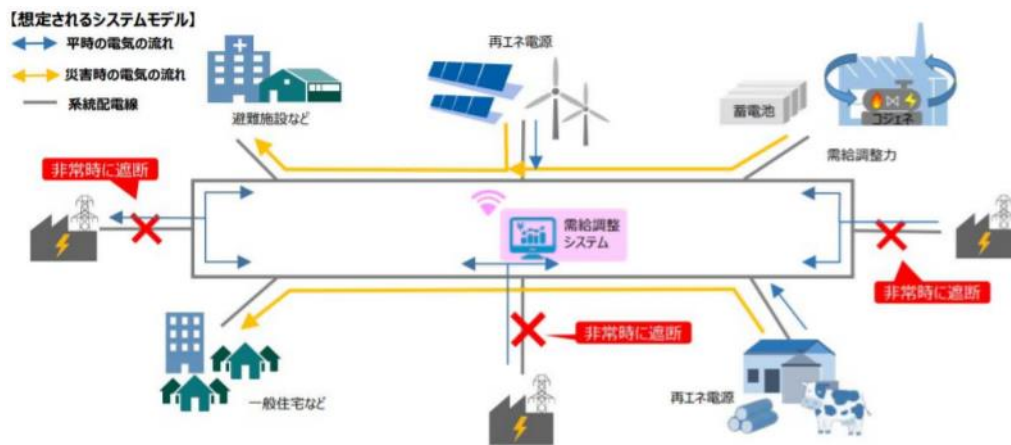 【想定されるシステムモデル】
平時の電気の流れ
災害時の電気の流れ
系統配電線
避難施設など
再エネ電源
蓄電池
コジェネ
需給調整力
非常時に遮断
需給調整
システム
非常時に遮断
非常時に遮断
一般住宅など
再エネ電源